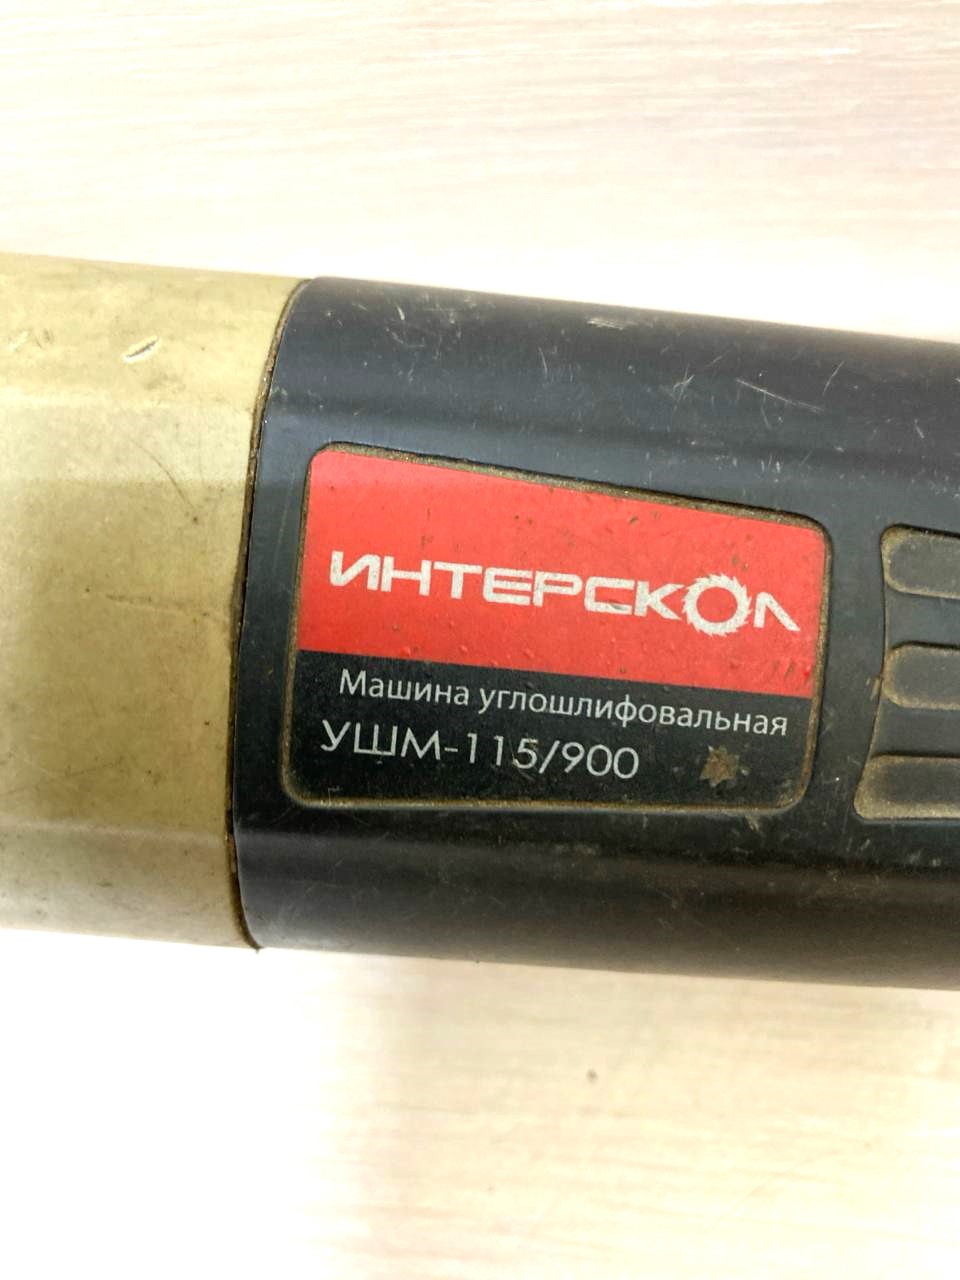 ИНТЕРСКОЛ
Машина углошлифовальная
УШМ-115/900